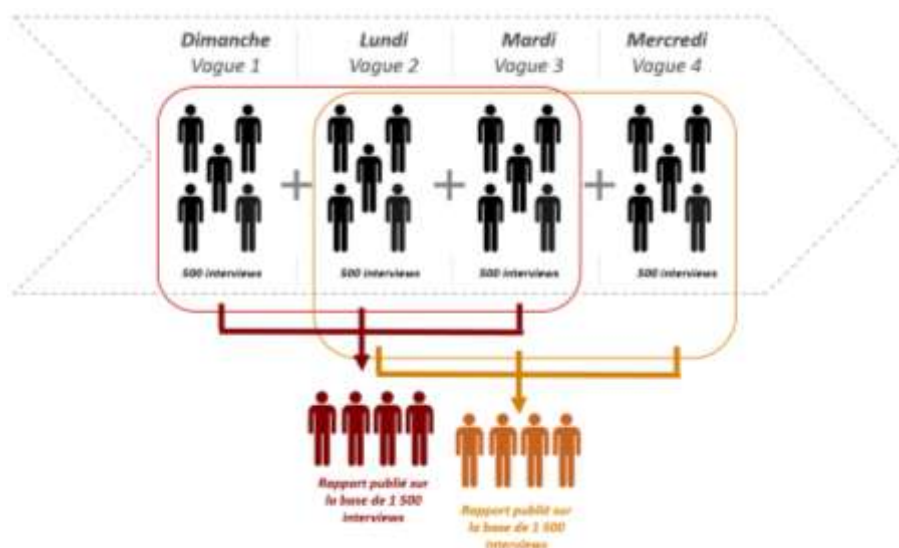 Dimanche
Vague 1
Lundi
Vague 2
Mardi
Vague 3
Mercredi
Vague 4
500 interviews
500 interviews
500 interviews
500 interviews
Rapport publié sur
la base de 1 500
interviews
Rapport publié sur
la base de 1 500
interviews